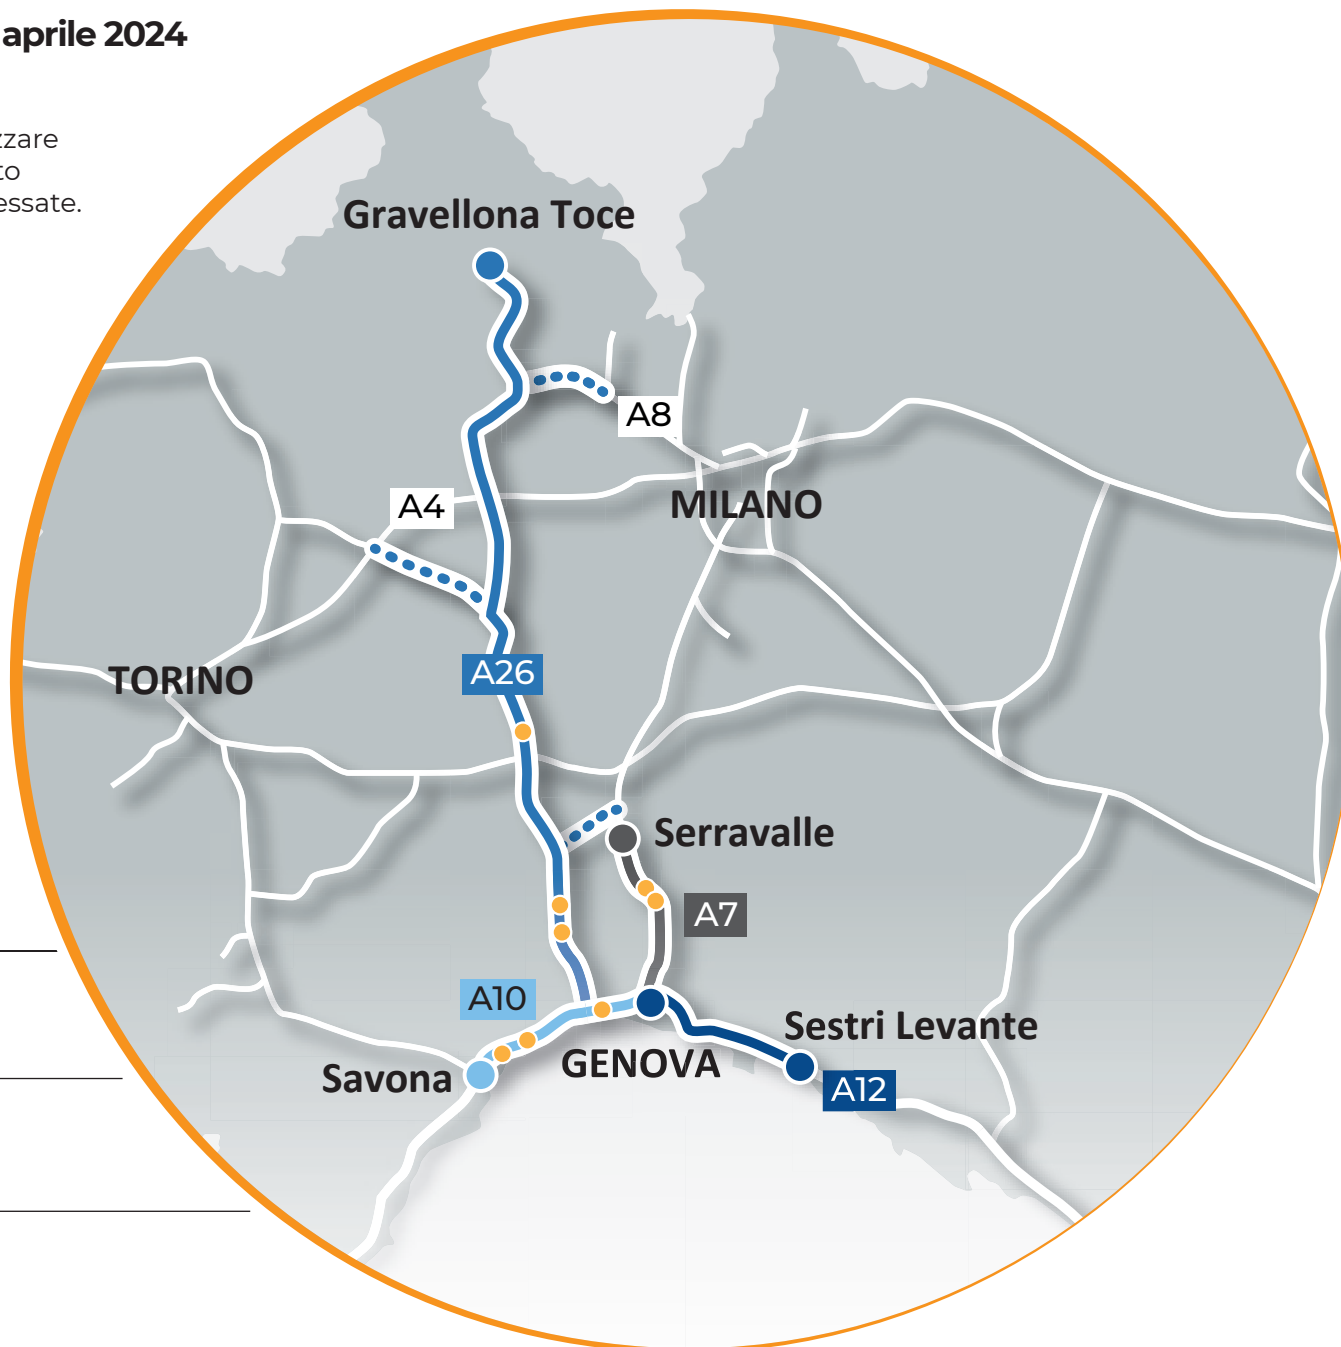 aprile 2024
zzare
to
essate.
Gravellona Toce
A8
A4
MILANO
TORINO
A26
Serravalle
A7
A10
Sestri Levante
GENOVA
Savona
A12